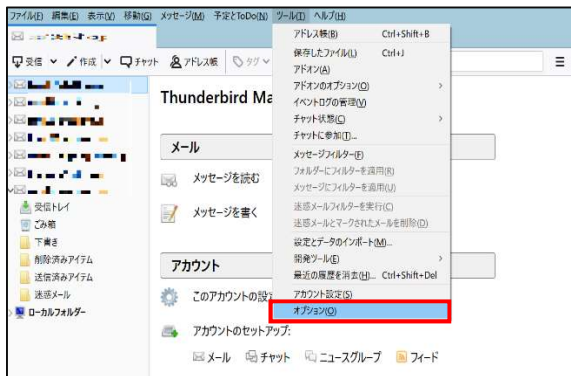 ファイル(F) 編集(E) 表示(V) 移動(G) メッセージ(M) 予定とToDo(N) ツール(T) ヘルプ(H)
受信 作成 チャット アドレス帳 タグ
アドレス帳(B) Ctrl+Shift+B
保存したファイル(L) Ctrl+J
アドオン(A)
アドオンのオプション(O)
イベントログの管理(V)
チャット状態(C)
チャットに参加(I)...
メッセージフィルター(F)
フォルダーにフィルターを適用(R)
メッセージにフィルターを適用(U)
迷惑メールフィルターを実行(C)
迷惑メールとマークされたメールを削除(D)
設定とデータのインポート(M)...
開発ツール(E)
最近の履歴を消去(H)... Ctrl+Shift+Del
アカウント設定(S)
オプション(O)
受信トレイ
ごみ箱
下書き
削除済みアイテム
送信済みアイテム
迷惑メール
ローカルフォルダー
Thunderbird Ma
メール
メッセージを読む
メッセージを書く
アカウント
このアカウントの設
アカウントのセットアップ:
メール チャット ニュースグループ フィード